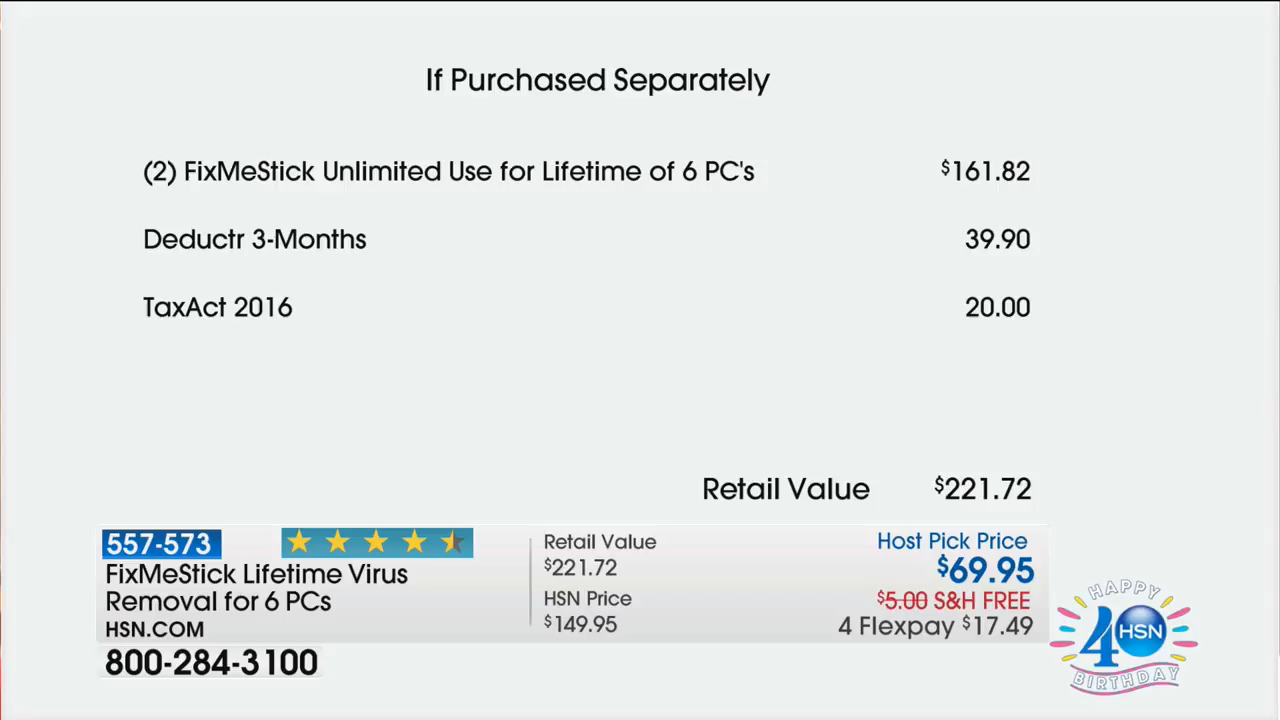 If Purchased Separately
(2) FixMeStick Unlimited Use for Lifetime of 6 PC's $161.82
Deductr 3-Months 39.90
TaxAct 2016 20.00
Retail Value $221.72
557-573
FixMeStick Lifetime Virus
Removal for 6 PCs
HSN.COM
800-284-3100
Retail Value
$221.72
HSN Price
$149.95
Host Pick Price
$69.95
$5.00 S&H FREE
4 Flexpay $17.49
HAPPY
40 HSN
BIRTHDAY